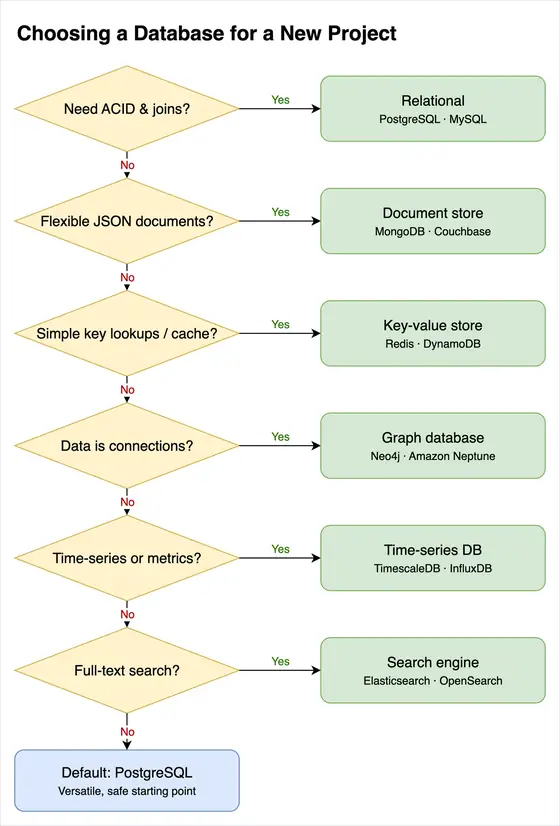 Choosing a Database for a New Project
Need ACID & joins?
Yes
Relational
PostgreSQL · MySQL
No
Flexible JSON documents?
Yes
Document store
MongoDB · Couchbase
No
Simple key lookups / cache?
Yes
Key-value store
Redis · DynamoDB
No
Data is connections?
Yes
Graph database
Neo4j · Amazon Neptune
No
Time-series or metrics?
Yes
Time-series DB
TimescaleDB · InfluxDB
No
Full-text search?
Yes
Search engine
Elasticsearch · OpenSearch
No
Default: PostgreSQL
Versatile, safe starting point